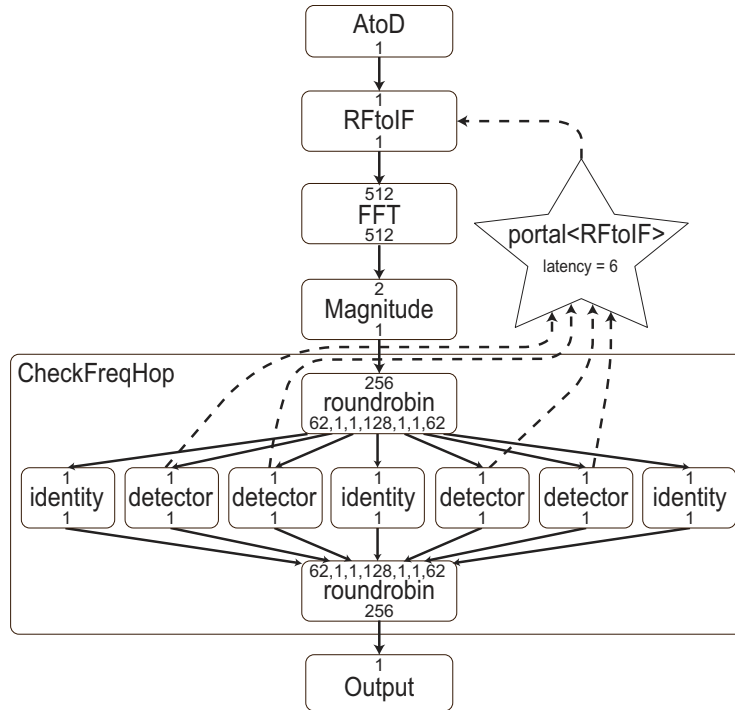 AtoD
1
1
RFtoIF
1
512
FFT
512
portal<RFtoIF>
latency = 6
2
Magnitude
1
CheckFreqHop
256
roundrobin
62,1,1,128,1,1,62
1 1 1 1 1 1 1
identity detector detector identity detector detector identity
1 1 1 1 1 1 1
62,1,1,128,1,1,62
roundrobin
256
1
Output